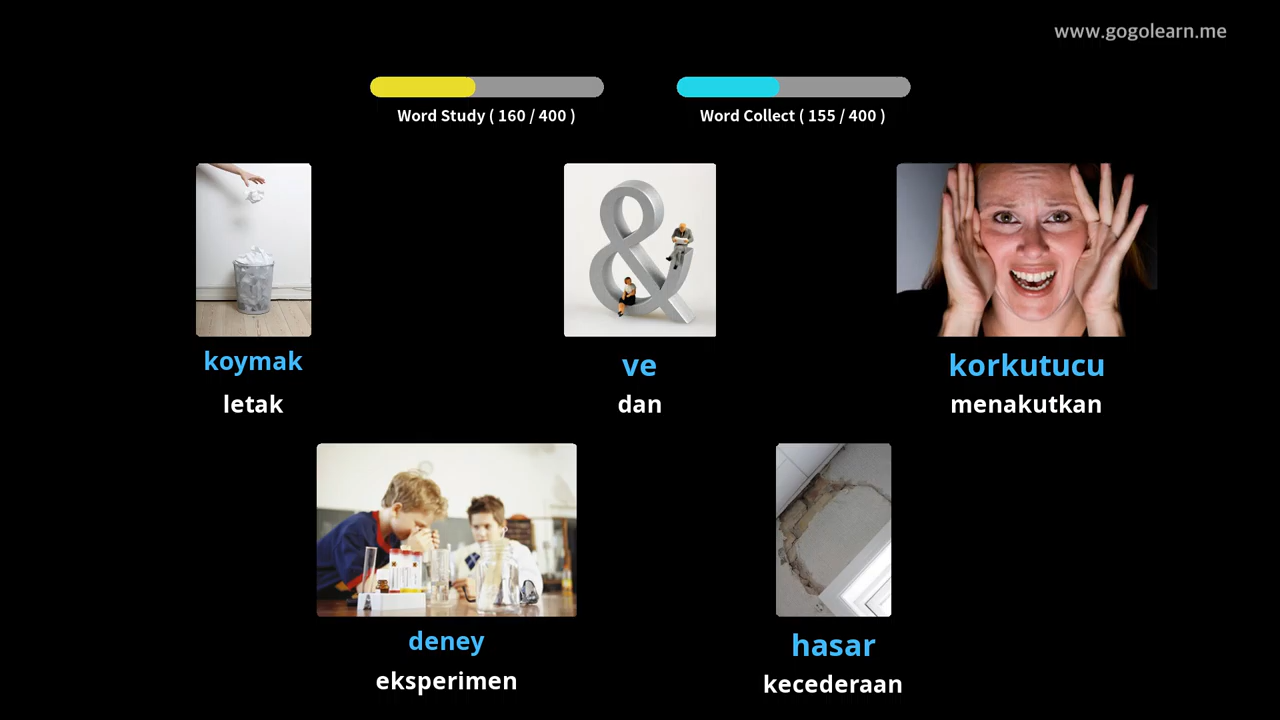 www.gogolearn.me
Word Study ( 160 / 400 )
Word Collect ( 155 / 400 )
koymak
letak
ve
dan
korkutucu
menakutkan
deney
eksperimen
hasar
kecederaan